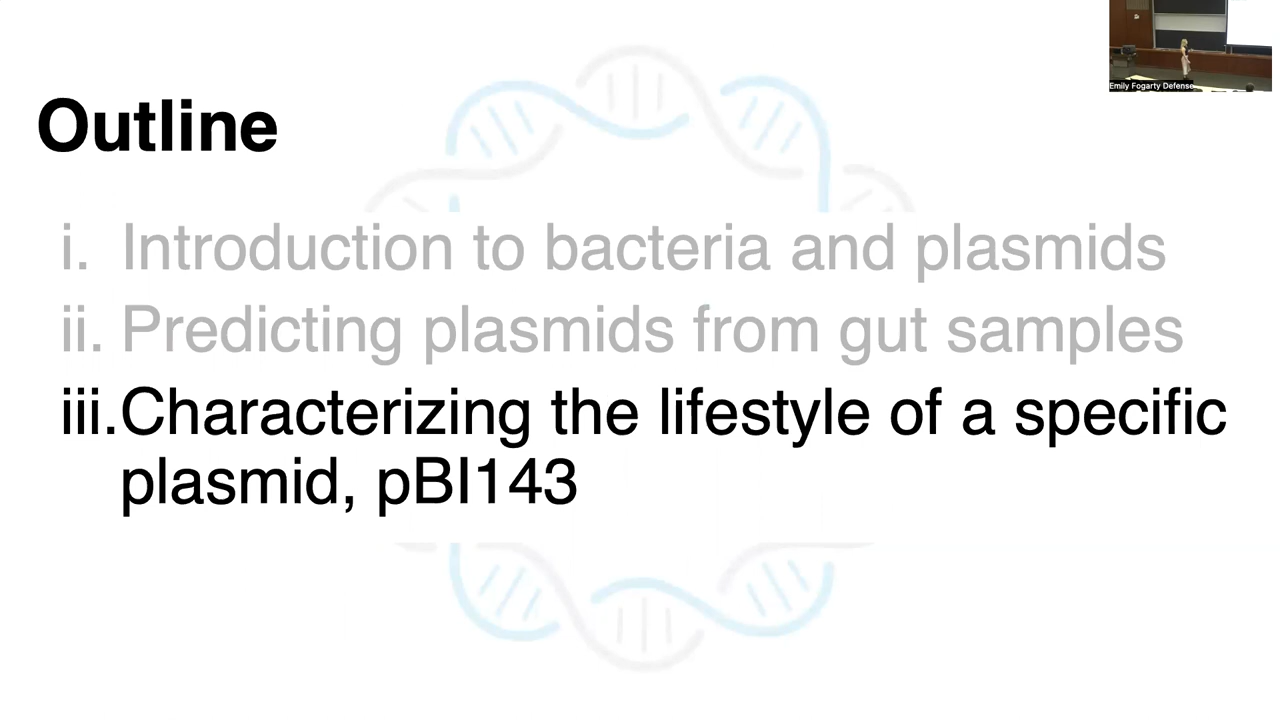 Emily Fogarty Defense
Outline
i. Introduction to bacteria and plasmids
ii. Predicting plasmids from gut samples
iii. Characterizing the lifestyle of a specific
plasmid, pBI143